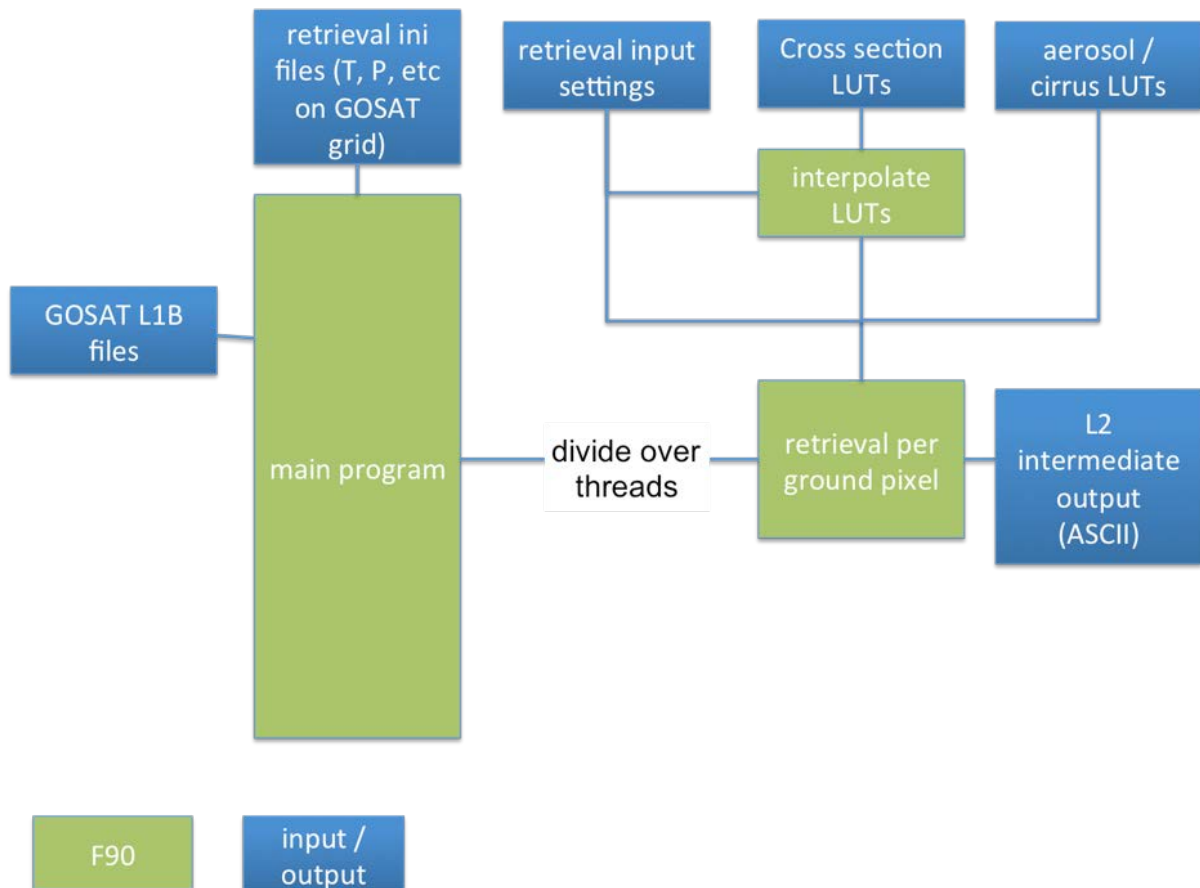 retrieval ini
files (T, P, etc
on GOSAT
grid)
retrieval input
settings
Cross section
LUTs
aerosol /
cirrus LUTs
interpolate
LUTs
GOSAT L1B
files
main program
divide over
threads
retrieval per
ground pixel
L2
intermediate
output
(ASCII)
F90
input /
output